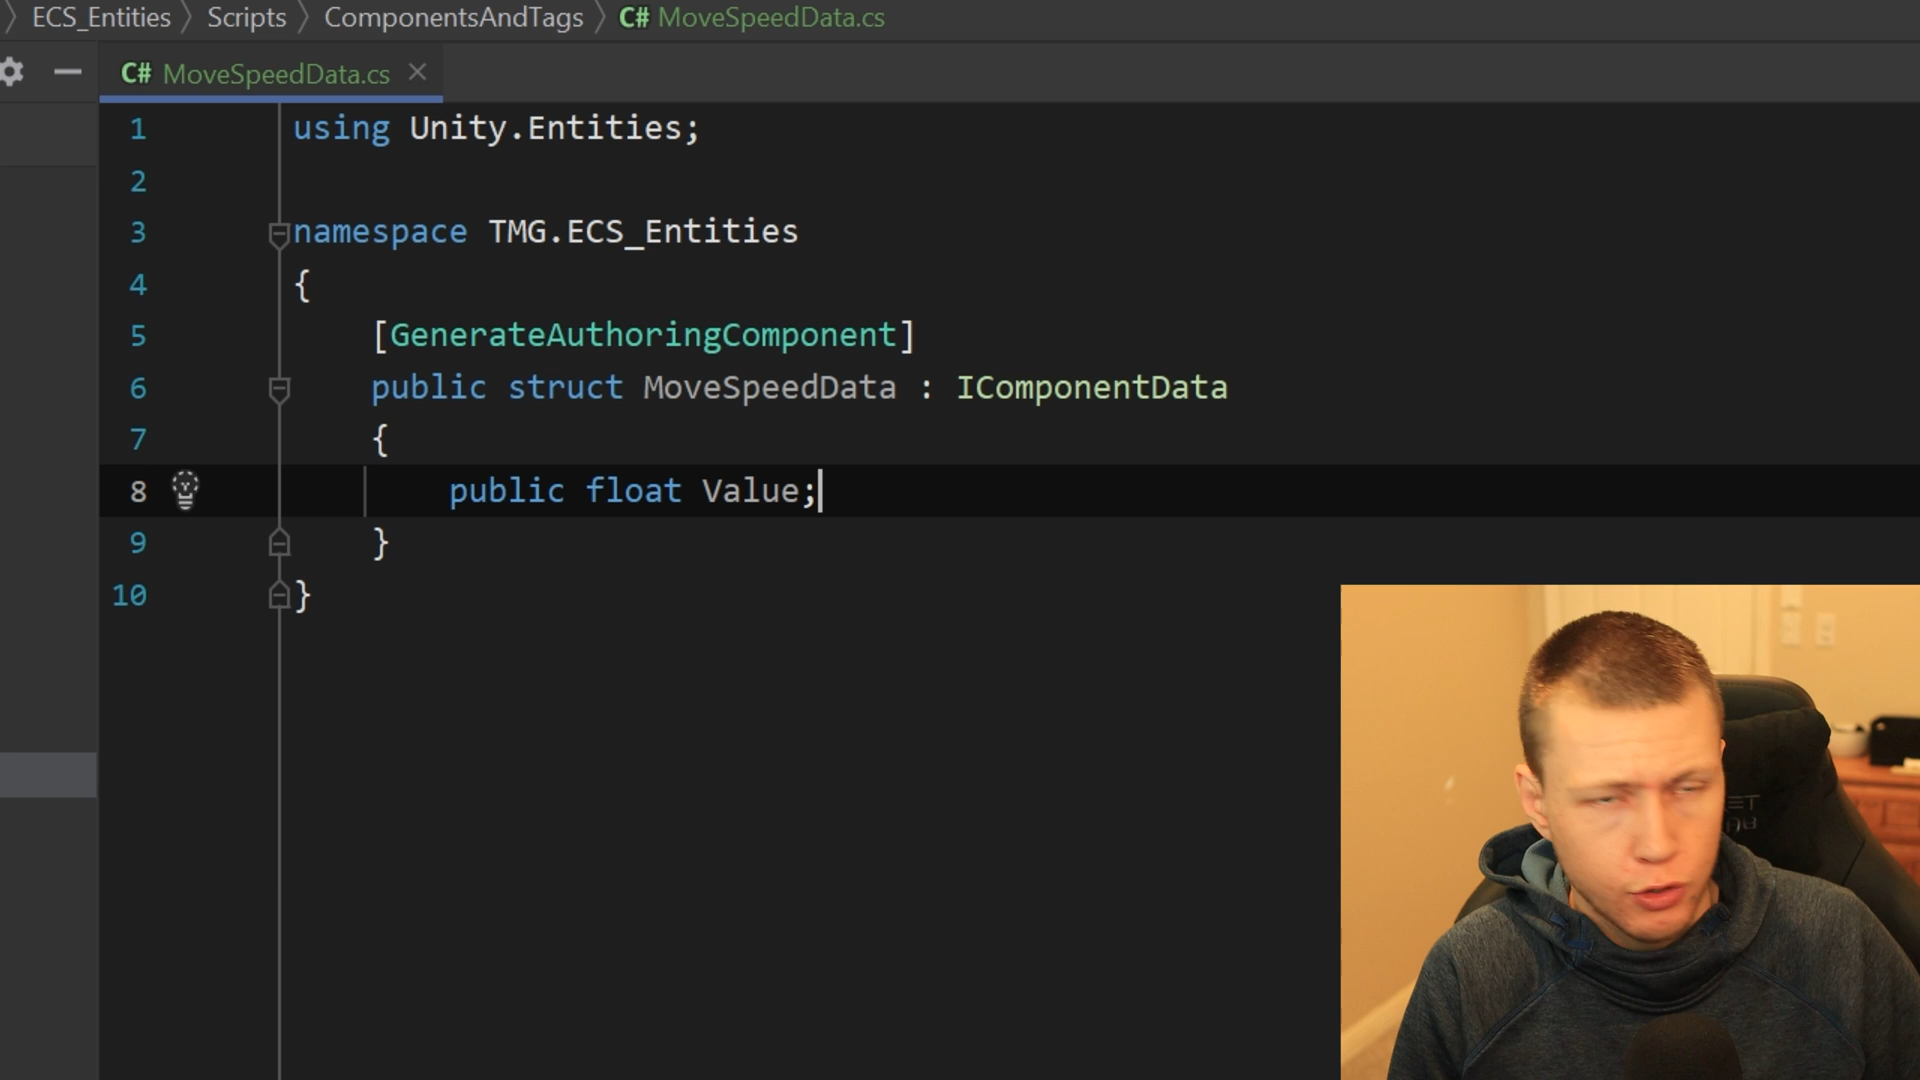 ECS_Entities Scripts ComponentsAndTags C# MoveSpeedData.cs
C# MoveSpeedData.cs
1 using Unity.Entities;
2
3 namespace TMG.ECS_Entities
4 {
5 [GenerateAuthoringComponent]
6 public struct MoveSpeedData : IComponentData
7 {
8 public float Value;
9 }
10 }